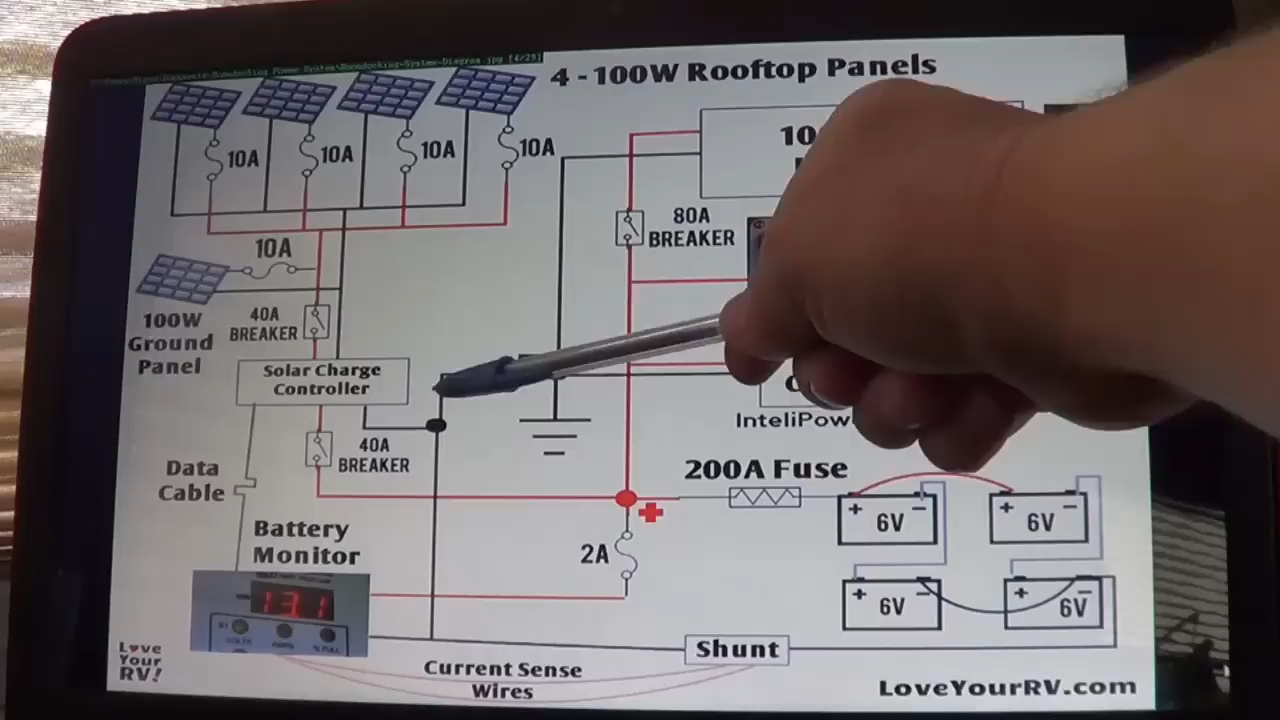 4 - 100W Rooftop Panels
10A
10A
10A
10A
10A
80A
BREAKER
100W
Ground
Panel
40A
BREAKER
Solar Charge
Controller
40A
BREAKER
Data
Cable
200A Fuse
+
-
6V
+
-
6V
+
-
6V
+
-
6V
2A
Battery
Monitor
13.1
Shunt
Current Sense
Wires
Love
Your
RV!
LoveYourRV.com